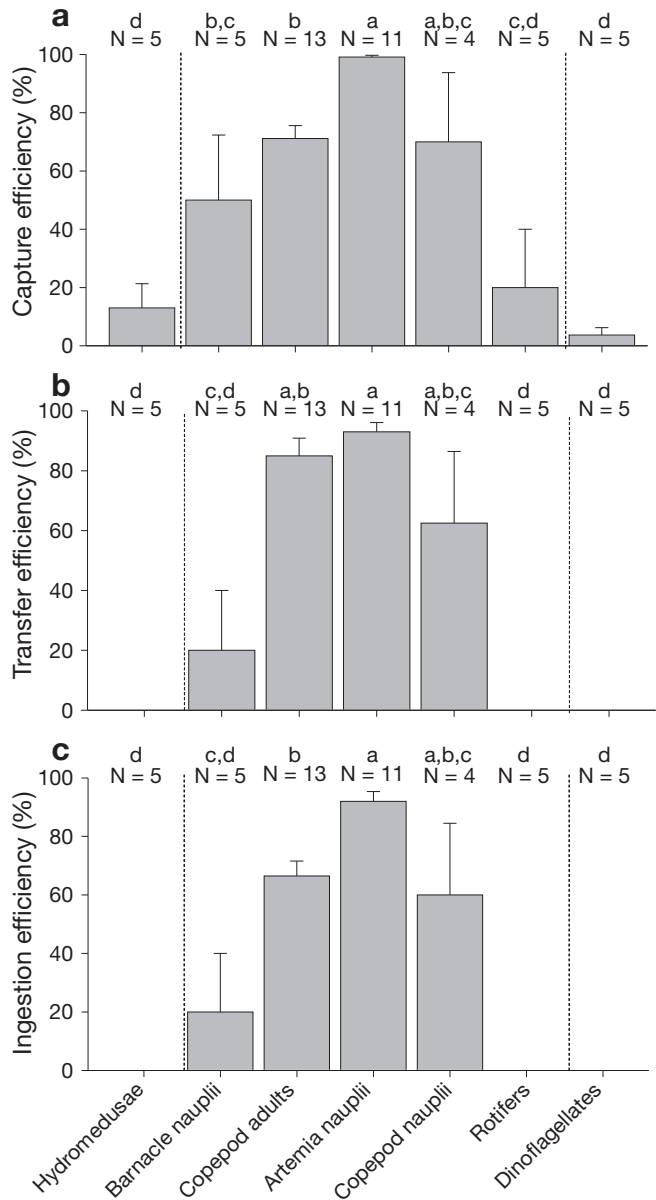 a
d b,c b a a,b,c c,d d
N = 5 N = 5 N = 13 N = 11 N = 4 N = 5 N = 5
100
80
60
40
20
0
Capture efficiency (%)
b
d c,d a,b a a,b,c d d
N = 5 N = 5 N = 13 N = 11 N = 4 N = 5 N = 5
100
80
60
40
20
0
Transfer efficiency (%)
c
d c,d b a a,b,c d d
N = 5 N = 5 N = 13 N = 11 N = 4 N = 5 N = 5
100
80
60
40
20
0
Ingestion efficiency (%)
Hydromedusae
Barnacle nauplii
Copepod adults
Artemia nauplii
Copepod nauplii
Rotifers
Dinoflagellates